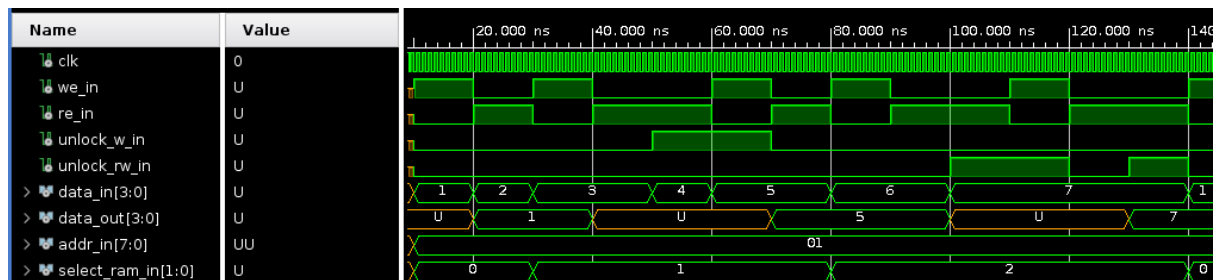 Name Value 20.000 ns 40.000 ns 60.000 ns 80.000 ns 100.000 ns 120.000 ns 140
clk 0
we_in U
re_in U
unlock_w_in U
unlock_rw_in U
data_in[3:0] U 1 2 3 4 5 6 7 1
data_out[3:0] U U 1 U 5 U 7
addr_in[7:0] UU 01
select_ram_in[1:0] U 0 1 2 0